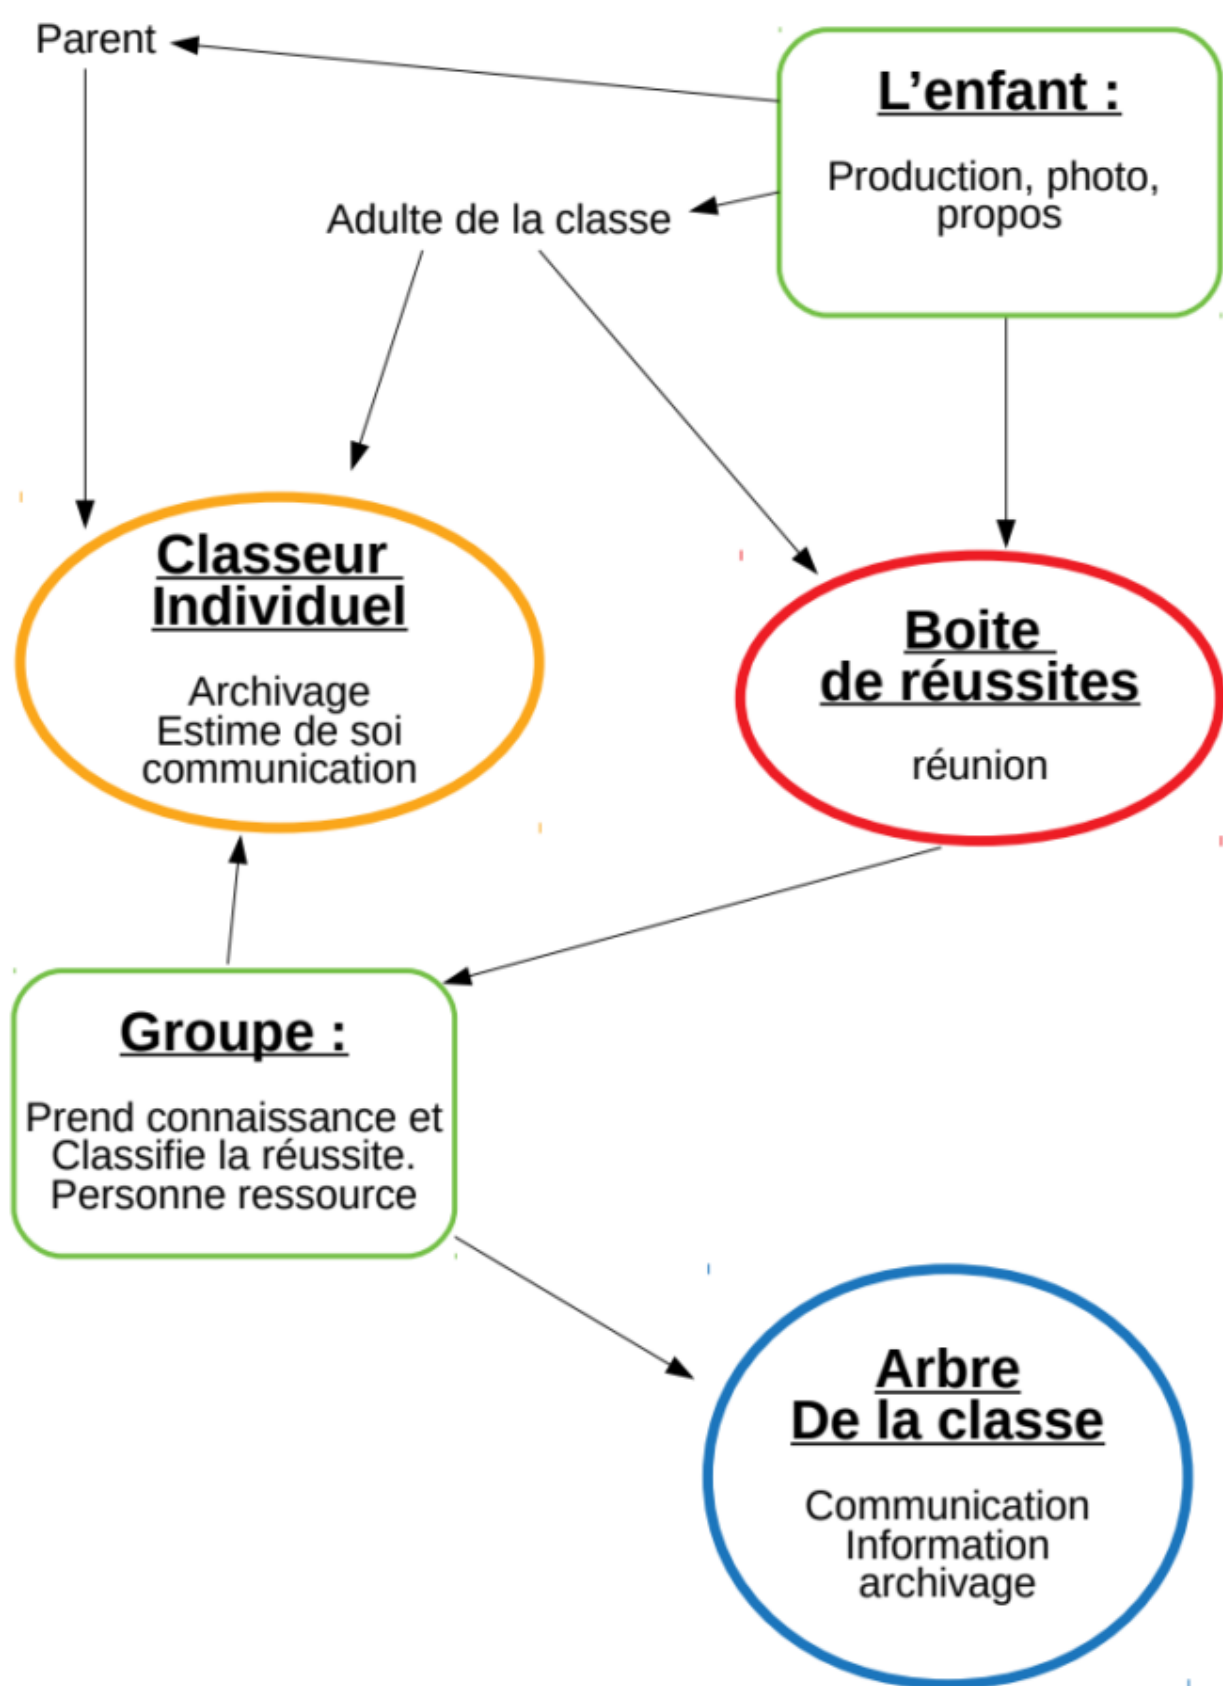 Parent
L’enfant :
Production, photo,
propos
Adulte de la classe
Classeur
Individuel
Archivage
Estime de soi
communication
Boite
de réussites
réunion
Groupe :
Prend connaissance et
Classifie la réussite.
Personne ressource
Arbre
De la classe
Communication
Information
archivage